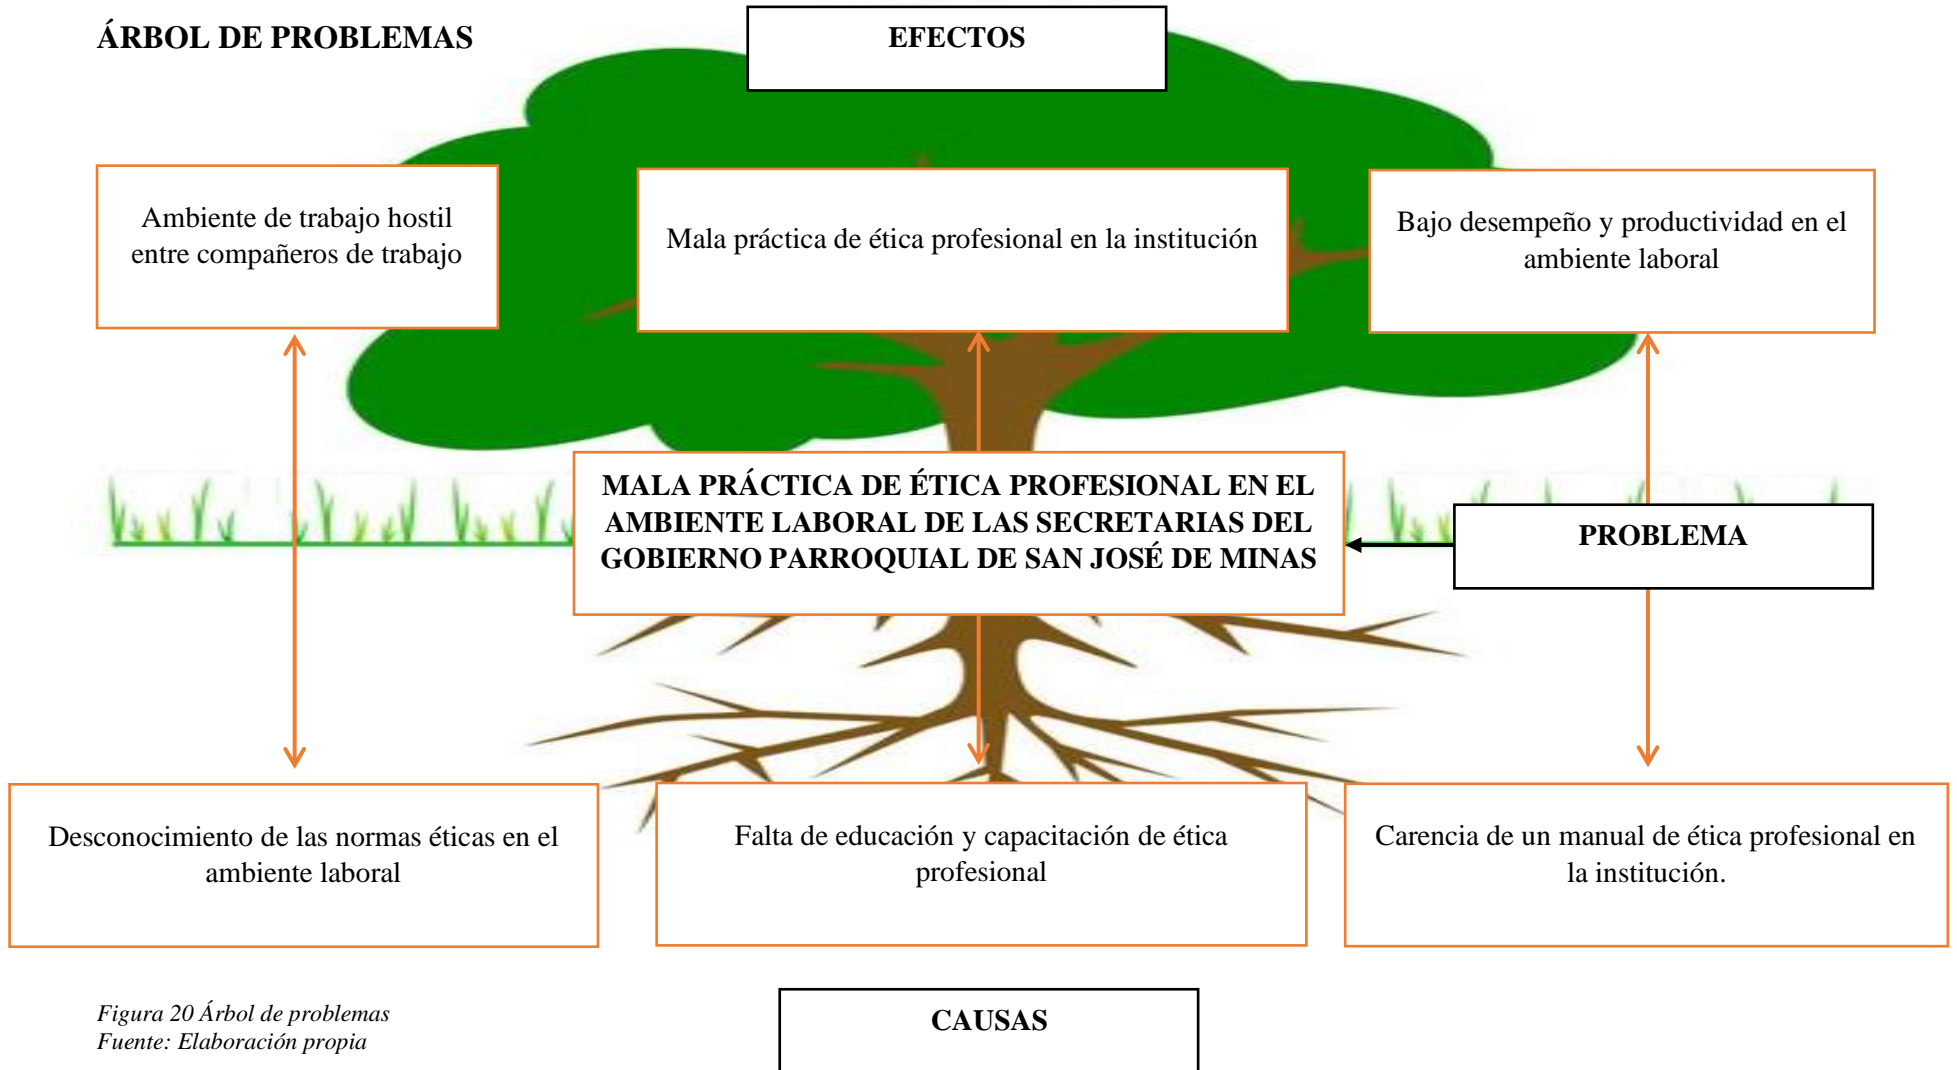 ÁRBOL DE PROBLEMAS
EFECTOS
Ambiente de trabajo hostil
entre compañeros de trabajo
Mala práctica de ética profesional en la institución
Bajo desempeño y productividad en el
ambiente laboral
MALA PRÁCTICA DE ÉTICA PROFESIONAL EN EL
AMBIENTE LABORAL DE LAS SECRETARIAS DEL
GOBIERNO PARROQUIAL DE SAN JOSÉ DE MINAS
PROBLEMA
Desconocimiento de las normas éticas en el
ambiente laboral
Falta de educación y capacitación de ética
profesional
Carencia de un manual de ética profesional en
la institución.
Figura 20 Árbol de problemas
Fuente: Elaboración propia
CAUSAS